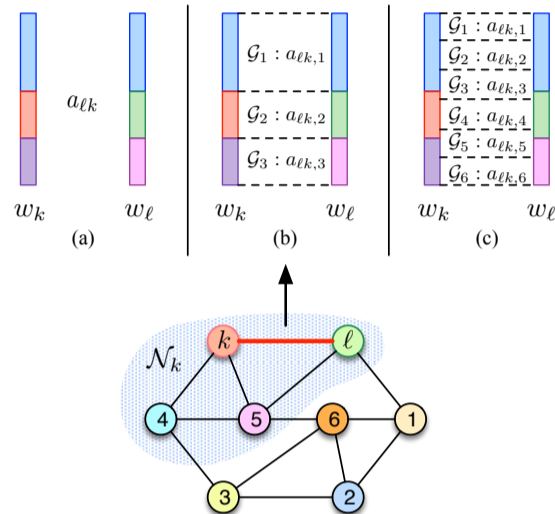 a_{ℓk}
w_k w_ℓ
(a)
𝒢_1 : a_{ℓk,1}
𝒢_2 : a_{ℓk,2}
𝒢_3 : a_{ℓk,3}
w_k w_ℓ
(b)
𝒢_1 : a_{ℓk,1}
𝒢_2 : a_{ℓk,2}
𝒢_3 : a_{ℓk,3}
𝒢_4 : a_{ℓk,4}
𝒢_5 : a_{ℓk,5}
𝒢_6 : a_{ℓk,6}
w_k w_ℓ
(c)
𝒩_k
k ℓ
4 5 6 1
3 2